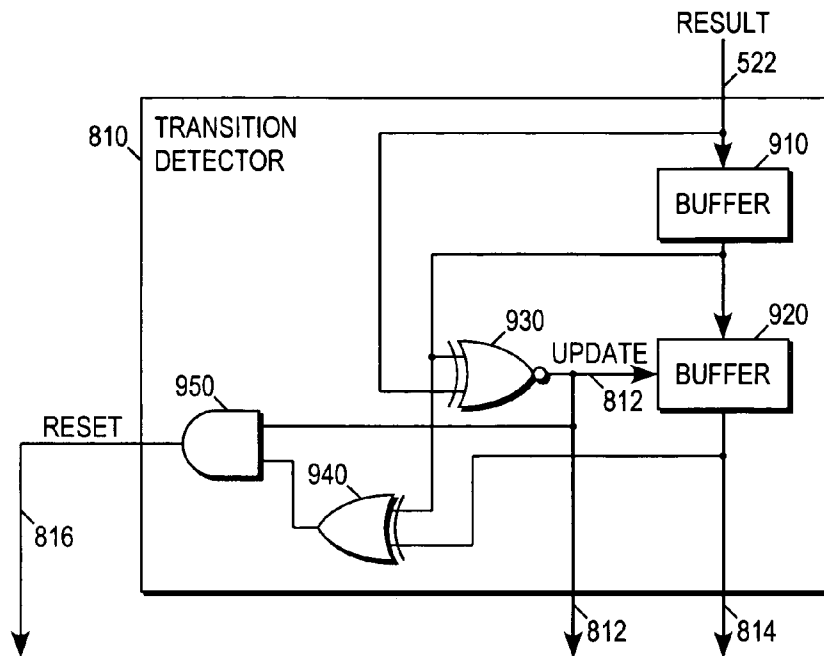 RESULT
522
810
TRANSITION
DETECTOR
910
BUFFER
930
920
UPDATE
BUFFER
812
950
RESET
940
816
812
814